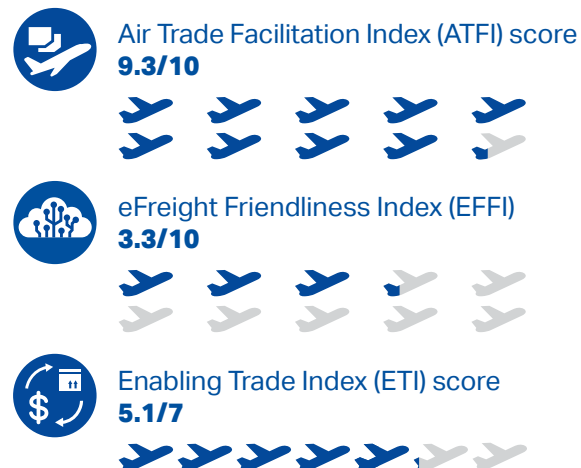 Air Trade Facilitation Index (ATFI) score
9.3/10
eFreight Friendliness Index (EFFI)
3.3/10
$
Enabling Trade Index (ETI) score
5.1/7